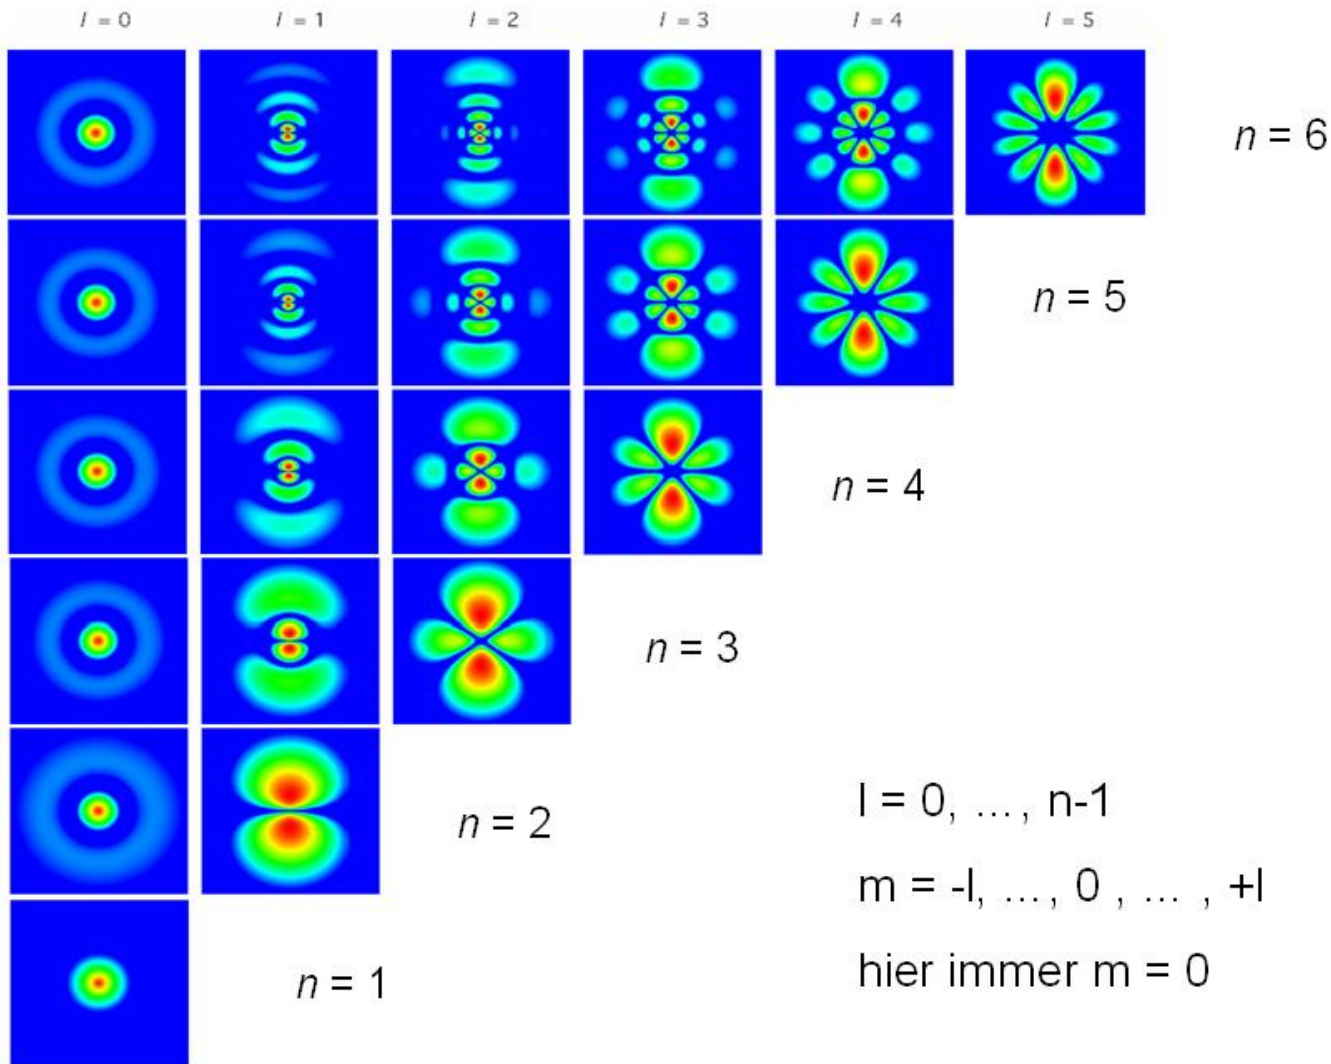 l = 0 l = 1 l = 2 l = 3 l = 4 l = 5
n = 6
n = 5
n = 4
n = 3
n = 2
l = 0, ..., n-1
m = -l, ..., 0 , ... , +l
hier immer m = 0
n = 1